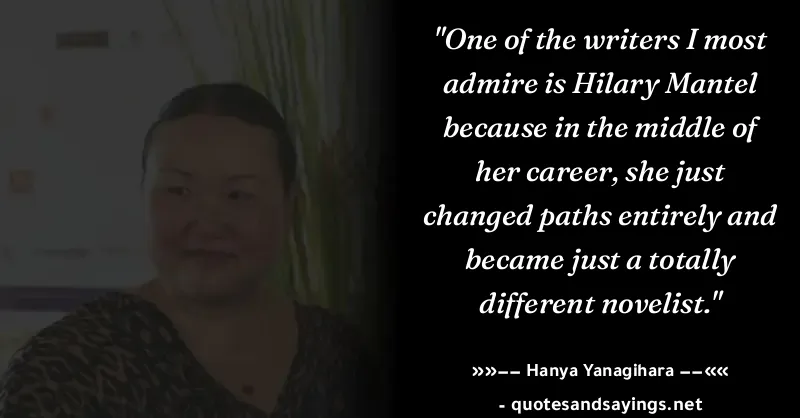 "One of the writers I most
admire is Hilary Mantel
because in the middle of
her career, she just
changed paths entirely and
became just a totally
different novelist."
»»−− Hanya Yanagihara −−««
- quotesandsayings.net